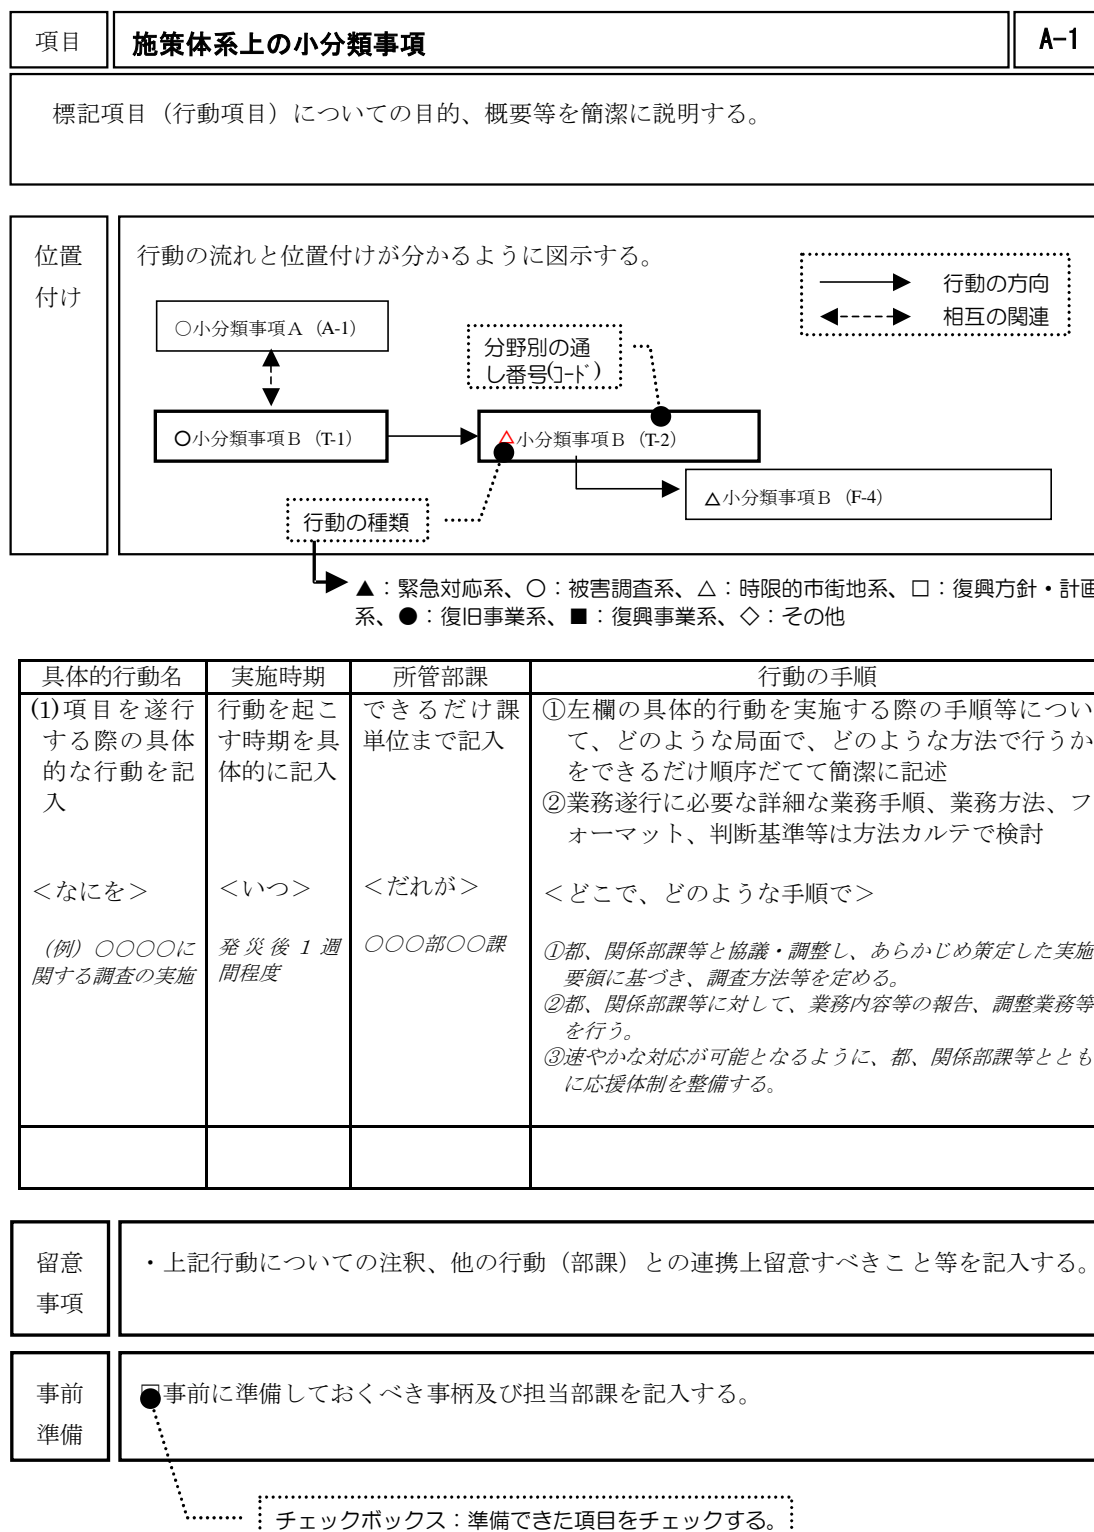 項目
施策体系上の小分類事項
A-1
標記項目（行動項目）についての目的、概要等を簡潔に説明する。
位置
付け
行動の流れと位置付けが分かるように図示する。
行動の方向
相互の関連
○小分類事項Ａ（A-1）
分野別の通
し番号(ｺｰﾄﾞ)
○小分類事項Ｂ（T-1）
△小分類事項Ｂ（T-2）
△小分類事項Ｂ（F-4）
行動の種類
▲：緊急対応系、○：被害調査系、△：時限的市街地系、□：復興方針・計画
系、●：復旧事業系、■：復興事業系、◇：その他
具体的行動名
実施時期
所管部課
行動の手順
(1)項目を遂行
する際の具体
的な行動を記
入
＜なにを＞
（例）○○○○に
関する調査の実施
行動を起こ
す時期を具
体的に記入
＜いつ＞
発災後１週
間程度
できるだけ課
単位まで記入
＜だれが＞
○○○部○○課
①左欄の具体的行動を実施する際の手順等につい
て、どのような局面で、どのような方法で行うか
をできるだけ順序だてて簡潔に記述
②業務遂行に必要な詳細な業務手順、業務方法、フ
ォーマット、判断基準等は方法カルテで検討
＜どこで、どのような手順で＞
①都、関係部課等と協議・調整し、あらかじめ策定した実施
要領に基づき、調査方法等を定める。
②都、関係部課等に対して、業務内容等の報告、調整業務等
を行う。
③速やかな対応が可能となるように、都、関係部課等ととも
に応援体制を整備する。
留意
事項
・上記行動についての注釈、他の行動（部課）との連携上留意すべきこと等を記入する。
事前
準備
□事前に準備しておくべき事柄及び担当部課を記入する。
チェックボックス：準備できた項目をチェックする。